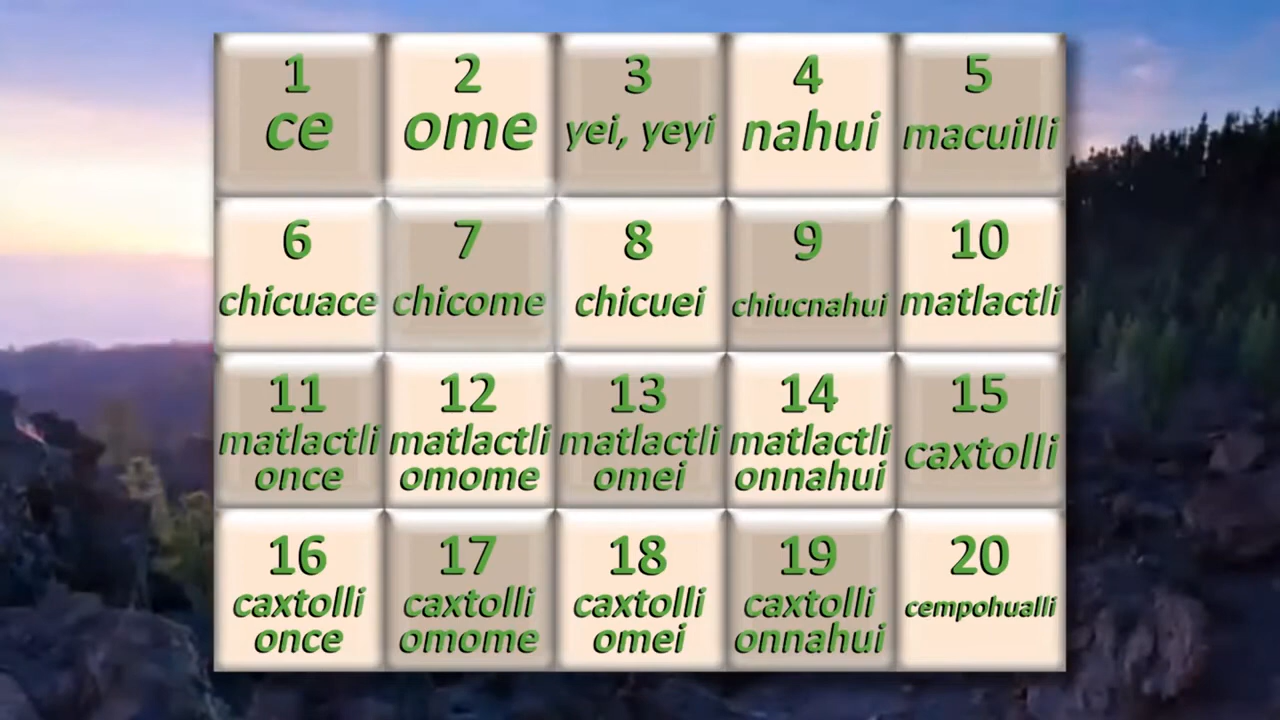 1
ce
2
ome
3
yei, yeyi
4
nahui
5
macuilli
6
chicuace
7
chicome
8
chicuei
9
chiucnahui
10
matlactli
11
matlactli
once
12
matlactli
omome
13
matlactli
omei
14
matlactli
onnahui
15
caxtolli
16
caxtolli
once
17
caxtolli
omome
18
caxtolli
omei
19
caxtolli
onnahui
20
cempohualli